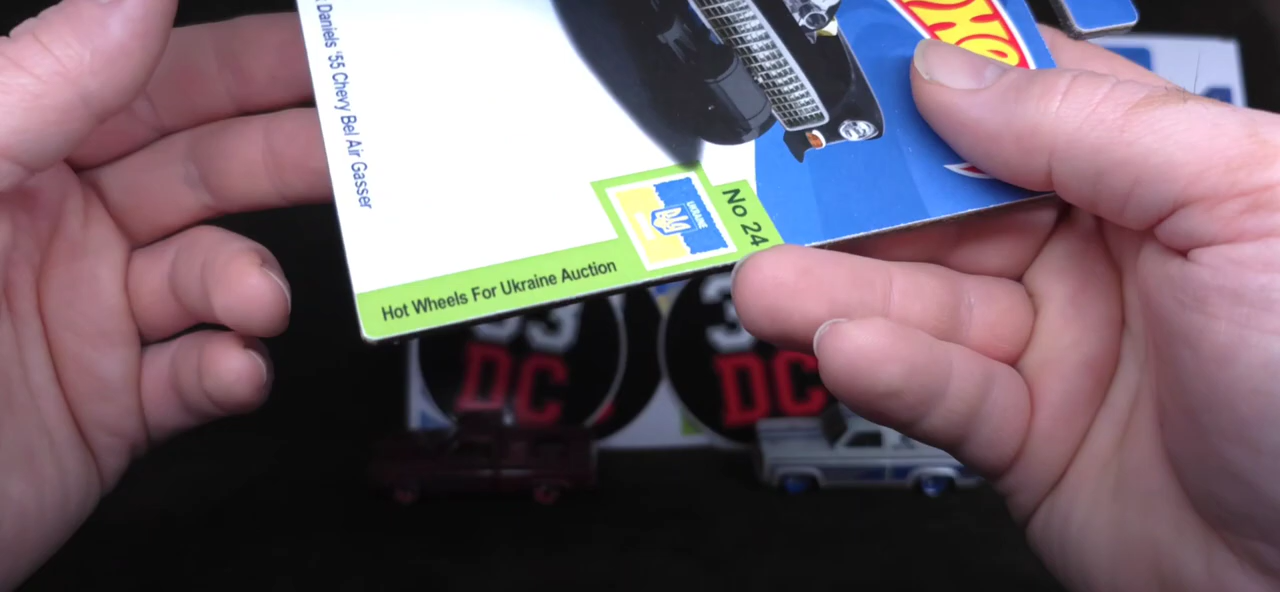 Daniels '55 Chevy Bel Air Gasser
UKRAINE
No 24
Hot Wheels For Ukraine Auction
DC
DC